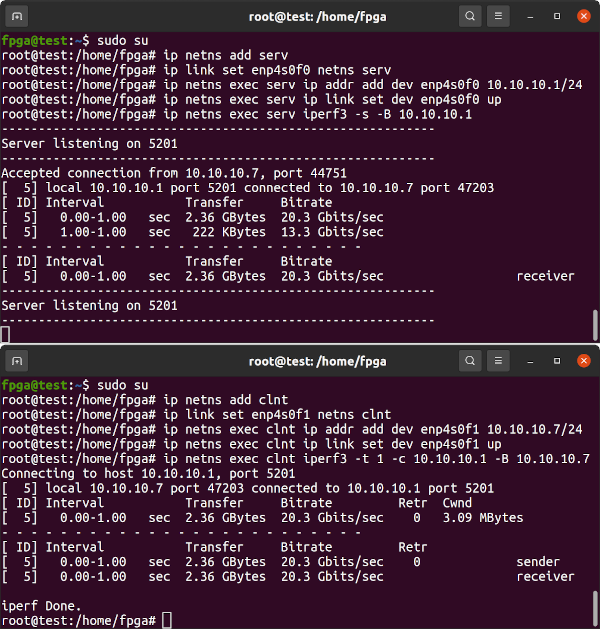 root@test: /home/fpga
fpga@test:~$ sudo su
root@test:/home/fpga# ip netns add serv
root@test:/home/fpga# ip link set enp4s0f0 netns serv
root@test:/home/fpga# ip netns exec serv ip addr add dev enp4s0f0 10.10.10.1/24
root@test:/home/fpga# ip netns exec serv ip link set dev enp4s0f0 up
root@test:/home/fpga# ip netns exec serv iperf3 -s -B 10.10.10.1
-----------------------------------------------------------
Server listening on 5201
-----------------------------------------------------------
Accepted connection from 10.10.10.7, port 44751
[  5] local 10.10.10.1 port 5201 connected to 10.10.10.7 port 47203
[ ID] Interval           Transfer     Bitrate
[  5]   0.00-1.00   sec  2.36 GBytes  20.3 Gbits/sec
[  5]   1.00-1.00   sec   222 KBytes  13.3 Gbits/sec
- - - - - - - - - - - - - - - - - - - - - - - - -
[ ID] Interval           Transfer     Bitrate
[  5]   0.00-1.00   sec  2.36 GBytes  20.3 Gbits/sec                  receiver
-----------------------------------------------------------
Server listening on 5201
-----------------------------------------------------------
root@test: /home/fpga
fpga@test:~$ sudo su
root@test:/home/fpga# ip netns add clnt
root@test:/home/fpga# ip link set enp4s0f1 netns clnt
root@test:/home/fpga# ip netns exec clnt ip addr add dev enp4s0f1 10.10.10.7/24
root@test:/home/fpga# ip netns exec clnt ip link set dev enp4s0f1 up
root@test:/home/fpga# ip netns exec clnt iperf3 -t 1 -c 10.10.10.1 -B 10.10.10.7
Connecting to host 10.10.10.1, port 5201
[  5] local 10.10.10.7 port 47203 connected to 10.10.10.1 port 5201
[ ID] Interval           Transfer     Bitrate         Retr  Cwnd
[  5]   0.00-1.00   sec  2.36 GBytes  20.3 Gbits/sec    0   3.09 MBytes
- - - - - - - - - - - - - - - - - - - - - - - - -
[ ID] Interval           Transfer     Bitrate         Retr
[  5]   0.00-1.00   sec  2.36 GBytes  20.3 Gbits/sec    0             sender
[  5]   0.00-1.00   sec  2.36 GBytes  20.3 Gbits/sec                  receiver
iperf Done.
root@test:/home/fpga#